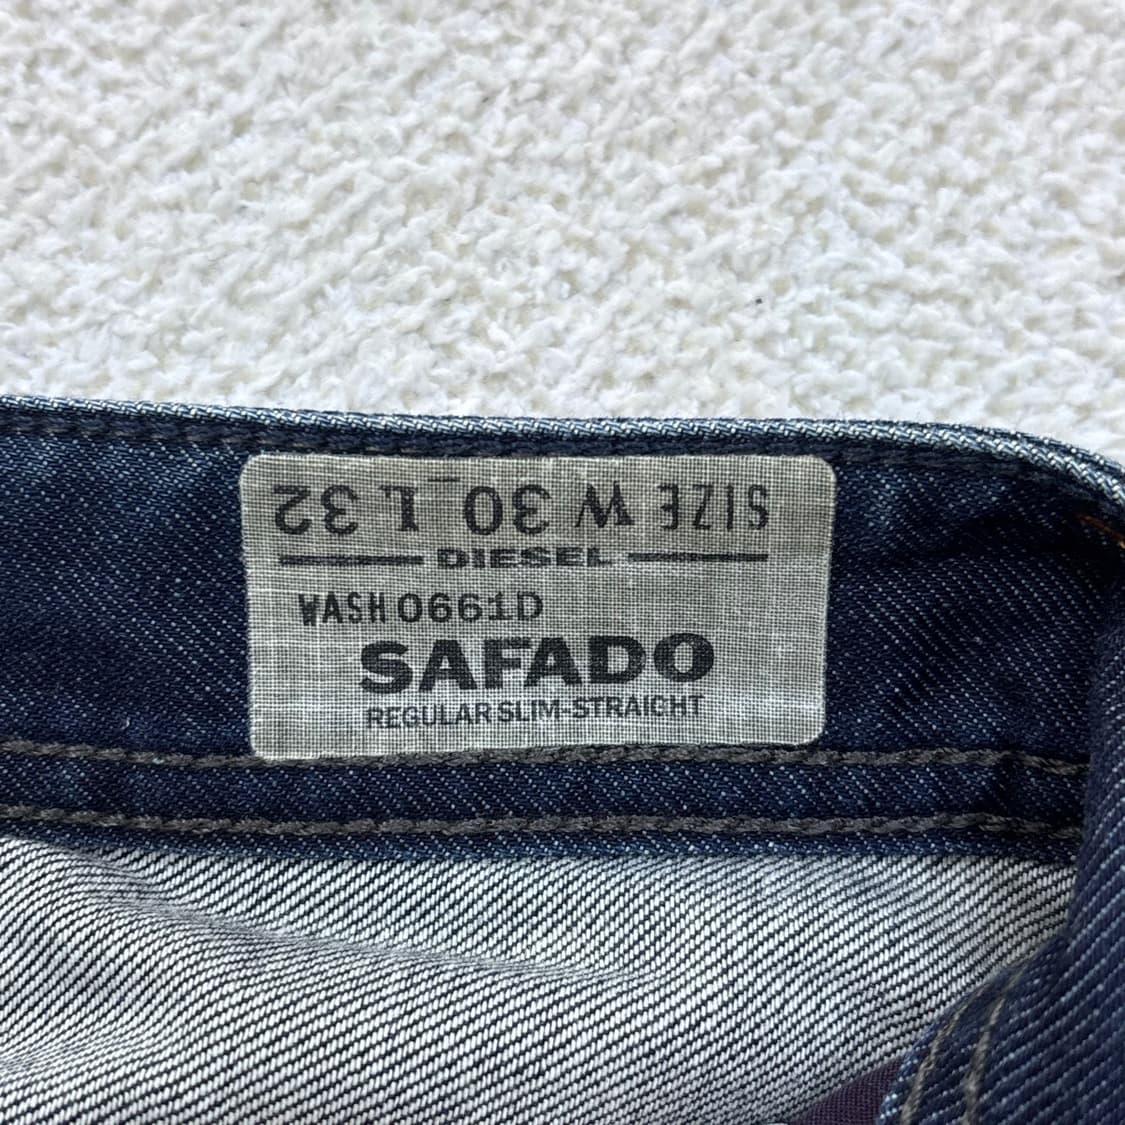 SIZE W 30 L 32
DIESEL
WASH 0661D
SAFADO
REGULAR SLIM-STRAIGHT